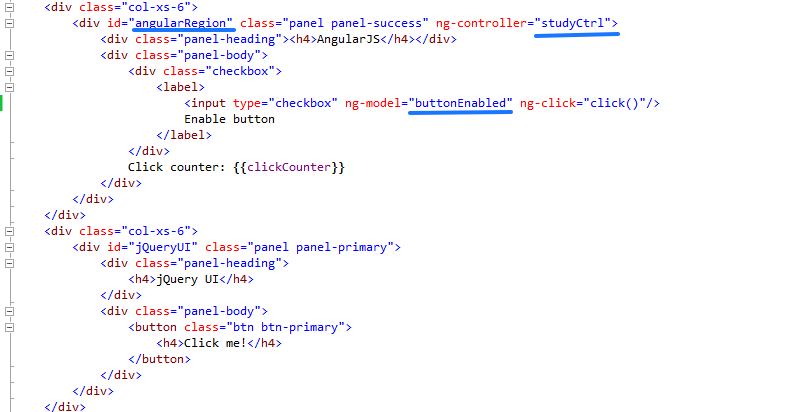 <div class="col-xs-6">
<div id="angularRegion" class="panel panel-success" ng-controller="studyCtrl">
<div class="panel-heading"><h4>AngularJS</h4></div>
<div class="panel-body">
<div class="checkbox">
<label>
<input type="checkbox" ng-model="buttonEnabled" ng-click="click()"/>
Enable button
</label>
</div>
Click counter: {{clickCounter}}
</div>
</div>
</div>
<div class="col-xs-6">
<div id="jQueryUI" class="panel panel-primary">
<div class="panel-heading">
<h4>jQuery UI</h4>
</div>
<div class="panel-body">
<button class="btn btn-primary">
<h4>Click me!</h4>
</button>
</div>
</div>
</div>